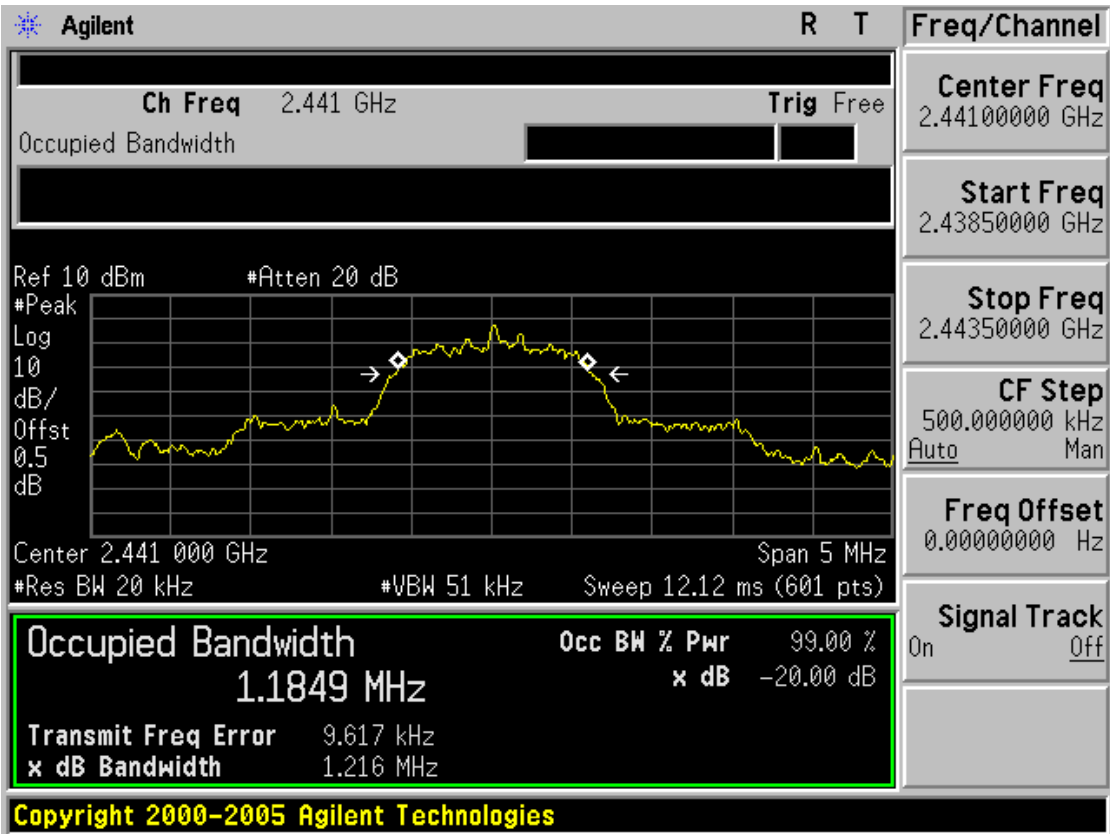 Agilent R T
Ch Freq 2.441 GHz Trig Free
Occupied Bandwidth
Ref 10 dBm #Atten 20 dB
#Peak
Log
10
dB/
Offst
0.5
dB
Center 2.441 000 GHz Span 5 MHz
#Res BW 20 kHz #VBW 51 kHz Sweep 12.12 ms (601 pts)
Occupied Bandwidth
1.1849 MHz
Occ BW % Pwr 99.00 %
x dB -20.00 dB
Transmit Freq Error 9.617 kHz
x dB Bandwidth 1.216 MHz
Copyright 2000-2005 Agilent Technologies
Freq/Channel
Center Freq
2.44100000 GHz
Start Freq
2.43850000 GHz
Stop Freq
2.44350000 GHz
CF Step
500.000000 kHz
Auto Man
Freq Offset
0.00000000 Hz
Signal Track
On Off